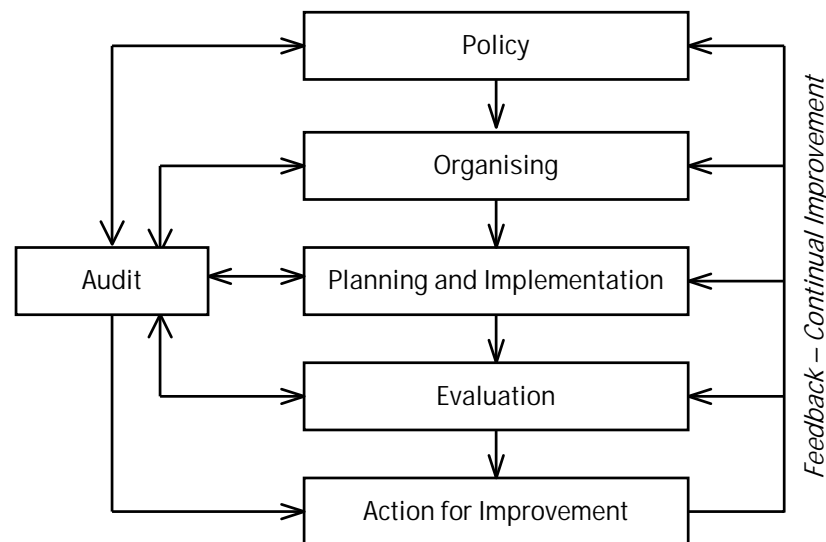 Policy
Organising
Audit
Planning and Implementation
Evaluation
Action for Improvement
Feedback – Continual Improvement